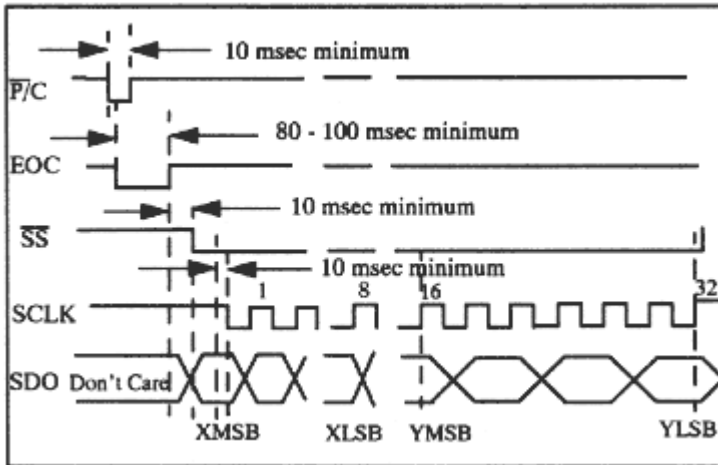 10 msec minimum
P/C
80 - 100 msec minimum
EOC
10 msec minimum
SS
10 msec minimum
1 8 16 32
SCLK
SDO Don't Care
XMSB XLSB YMSB YLSB